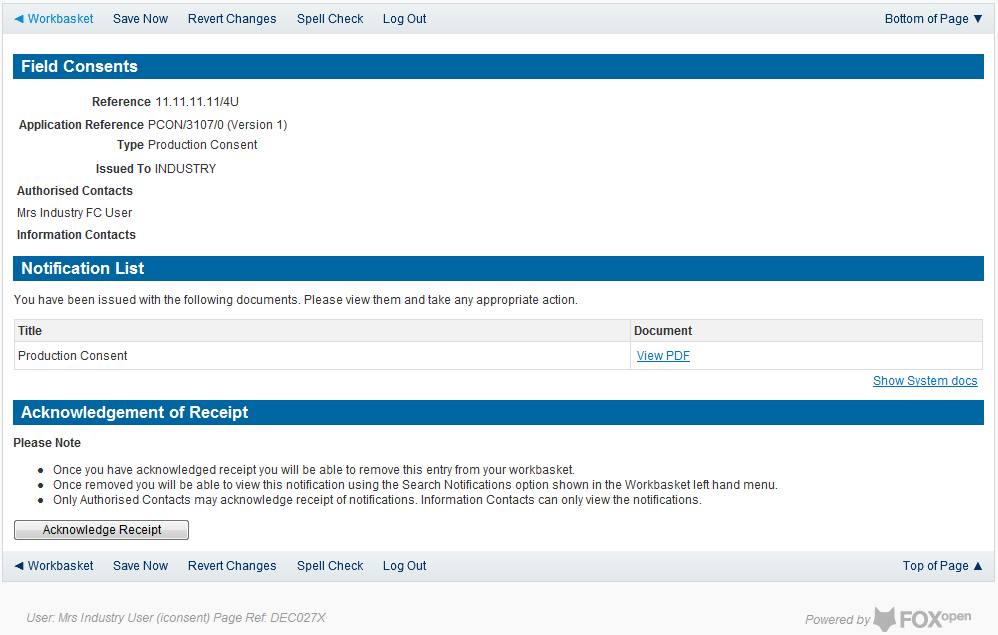 ◄ Workbasket Save Now Revert Changes Spell Check Log Out Bottom of Page ▼
Field Consents
Reference 11.11.11.11/4U
Application Reference PCON/3107/0 (Version 1)
Type Production Consent
Issued To INDUSTRY
Authorised Contacts
Mrs Industry FC User
Information Contacts
Notification List
You have been issued with the following documents. Please view them and take any appropriate action.
Title Document
Production Consent View PDF
Show System docs
Acknowledgement of Receipt
Please Note
• Once you have acknowledged receipt you will be able to remove this entry from your workbasket.
• Once removed you will be able to view this notification using the Search Notifications option shown in the Workbasket left hand menu.
• Only Authorised Contacts may acknowledge receipt of notifications. Information Contacts can only view the notifications.
Acknowledge Receipt
◄ Workbasket Save Now Revert Changes Spell Check Log Out Top of Page ▲
User: Mrs Industry User (iconsent) Page Ref: DEC027X Powered by FOXopen